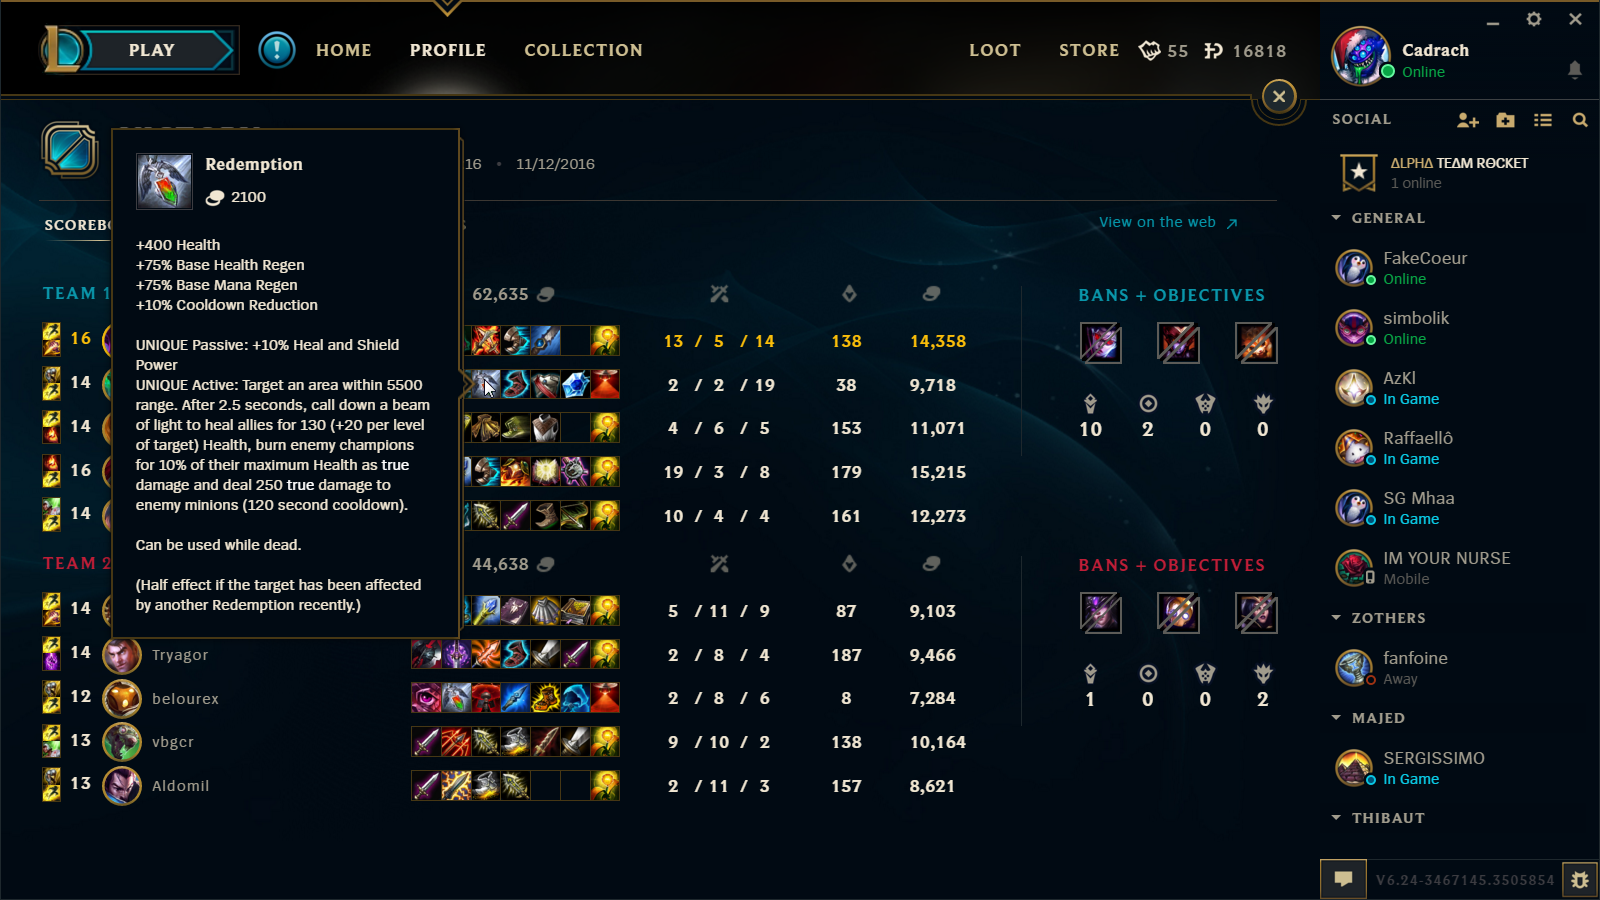 PLAY
HOME
PROFILE
COLLECTION
LOOT
STORE
55
16818
Cadrach
Online
SOCIAL
ΔLPHΔ TEΔM RΘCKET
1 online
16 • 11/12/2016
SCOREB
View on the web
Redemption
2100
+400 Health
+75% Base Health Regen
+75% Base Mana Regen
+10% Cooldown Reduction
UNIQUE Passive: +10% Heal and Shield
Power
UNIQUE Active: Target an area within 5500
range. After 2.5 seconds, call down a beam
of light to heal allies for 130 (+20 per level
of target) Health, burn enemy champions
for 10% of their maximum Health as true
damage and deal 250 true damage to
enemy minions (120 second cooldown).
Can be used while dead.
(Half effect if the target has been affected
by another Redemption recently.)
TEAM 1
62,635
BANS + OBJECTIVES
16 13 / 5 / 14 138 14,358
14 2 / 2 / 19 38 9,718
14 4 / 6 / 5 153 11,071
16 19 / 3 / 8 179 15,215
14 10 / 4 / 4 161 12,273
10 2 0 0
TEAM 2
44,638
BANS + OBJECTIVES
14 5 / 11 / 9 87 9,103
14 Tryagor 2 / 8 / 4 187 9,466
12 belourex 2 / 8 / 6 8 7,284
13 vbgcr 9 / 10 / 2 138 10,164
13 Aldomil 2 / 11 / 3 157 8,621
1 0 0 2
GENERAL
FakeCoeur
Online
simbolik
Online
AzKl
In Game
Raffaellô
In Game
SG Mhaa
In Game
IM YOUR NURSE
Mobile
ZOTHERS
fanfoine
Away
MAJED
SERGISSIMO
In Game
THIBAUT
V6.24-3467145.3505854